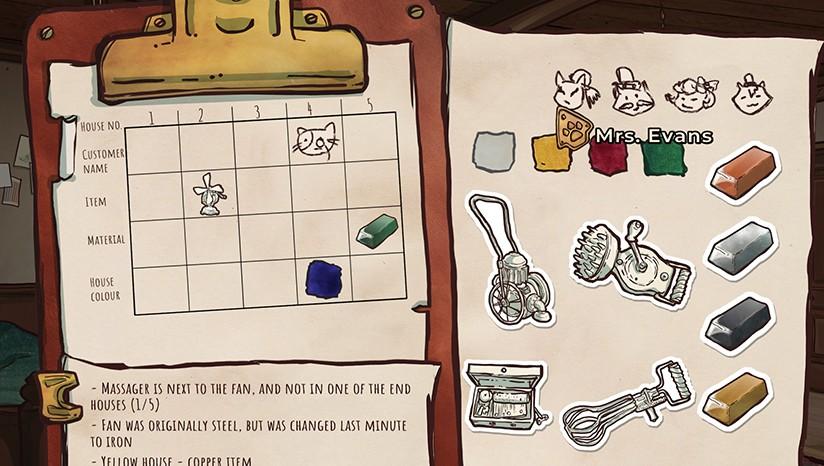 House No. 1 2 3 4 5
Customer
Name
Item
Material
House
Colour
Mrs. Evans
- Massager is next to the fan, and not in one of the end
houses (1/5)
- Fan was originally steel, but was changed last minute
to iron
- Yellow house - copper item